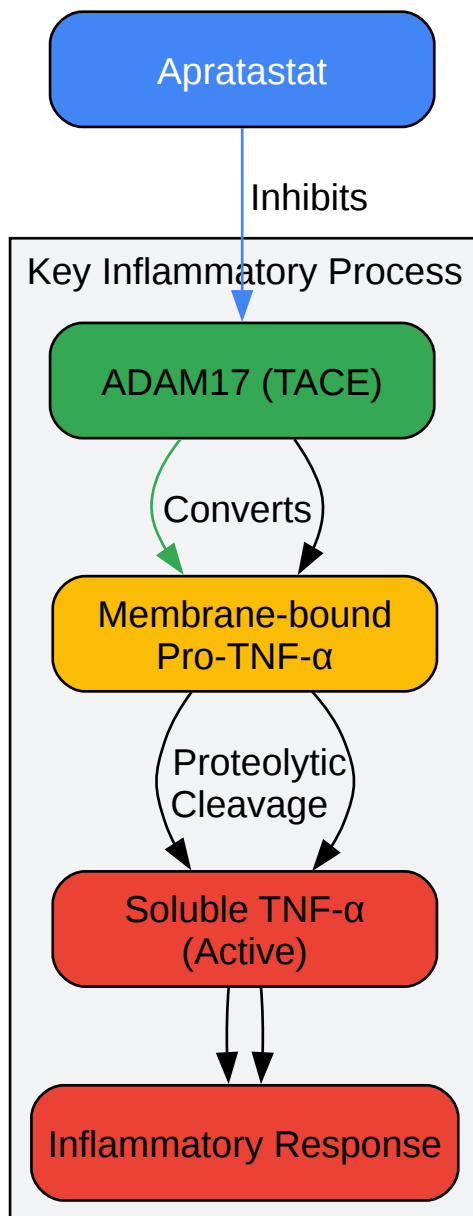 Apratastat
Inhibits
Key Inflammatory Process
ADAM17 (TACE)
Converts
Membrane-bound
Pro-TNF-α
Proteolytic
Cleavage
Soluble TNF-α
(Active)
Inflammatory Response